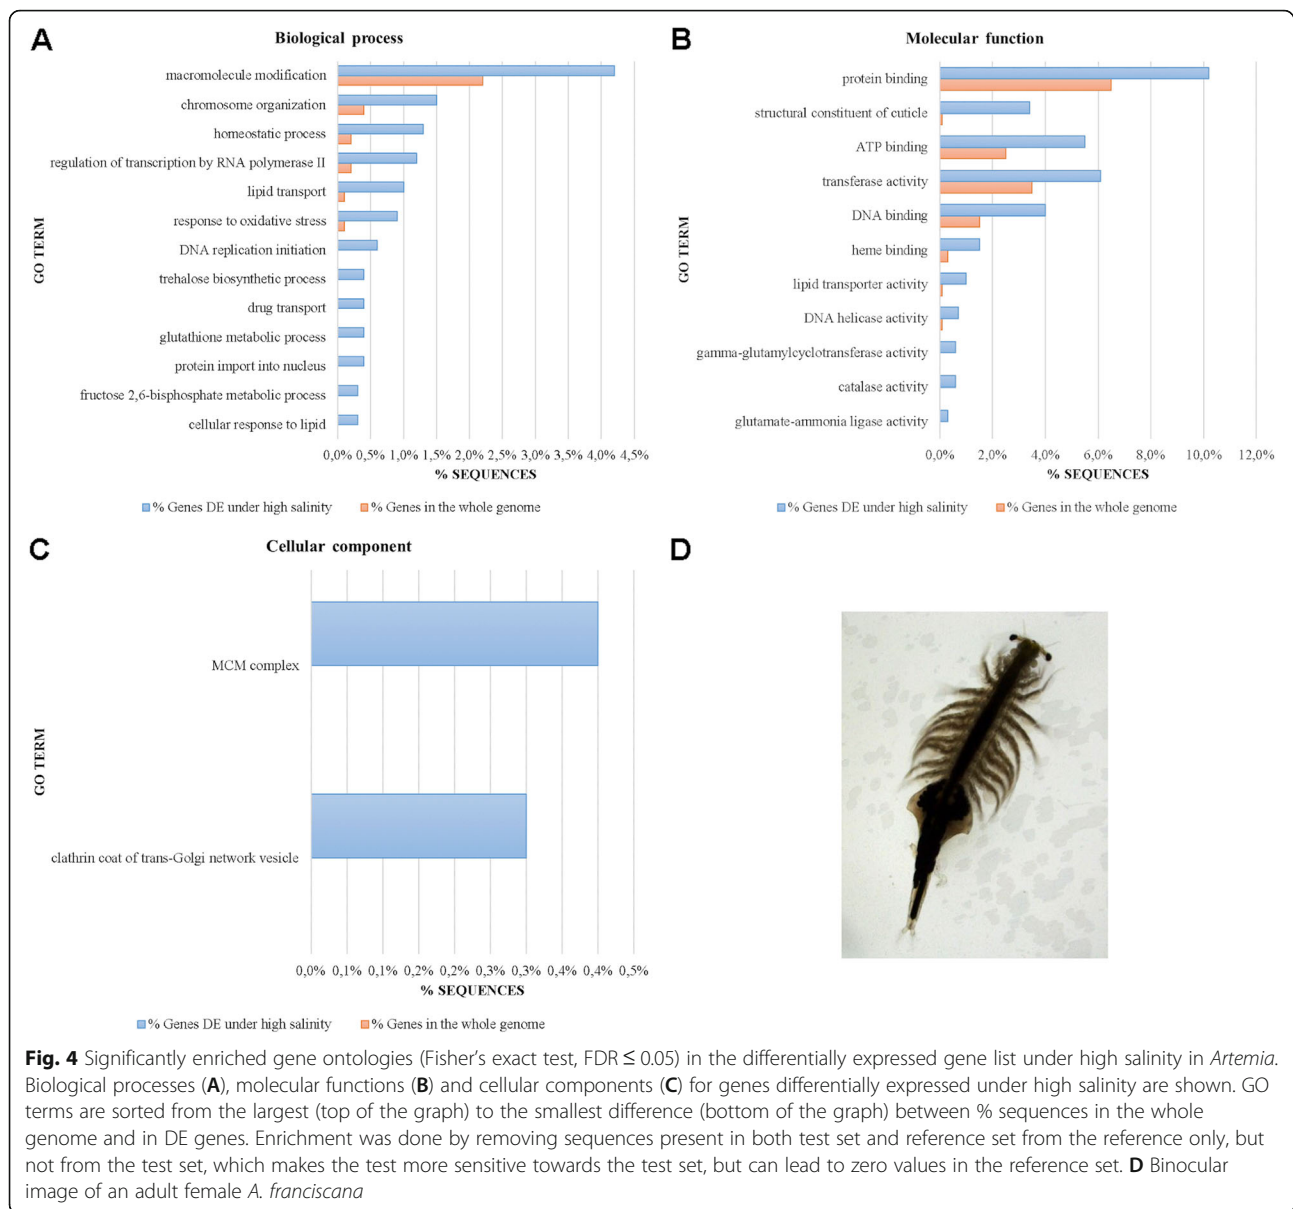 A
Biological process
macromolecule modification
chromosome organization
homeostatic process
regulation of transcription by RNA polymerase II
lipid transport
response to oxidative stress
DNA replication initiation
trehalose biosynthetic process
drug transport
glutathione metabolic process
protein import into nucleus
fructose 2,6-bisphosphate metabolic process
cellular response to lipid
GO TERM
0,0% 0,5% 1,0% 1,5% 2,0% 2,5% 3,0% 3,5% 4,0% 4,5%
% SEQUENCES
% Genes DE under high salinity % Genes in the whole genome
B
Molecular function
protein binding
structural constituent of cuticle
ATP binding
transferase activity
DNA binding
heme binding
lipid transporter activity
DNA helicase activity
gamma-glutamylcyclotransferase activity
catalase activity
glutamate-ammonia ligase activity
GO TERM
0,0% 2,0% 4,0% 6,0% 8,0% 10,0% 12,0%
% SEQUENCES
% Genes DE under high salinity % Genes in the whole genome
C
Cellular component
MCM complex
clathrin coat of trans-Golgi network vesicle
GO TERM
0,0% 0,1% 0,1% 0,2% 0,2% 0,3% 0,3% 0,4% 0,4% 0,5%
% SEQUENCES
% Genes DE under high salinity % Genes in the whole genome
D
Fig. 4 Significantly enriched gene ontologies (Fisher's exact test, FDR ≤ 0.05) in the differentially expressed gene list under high salinity in Artemia.
Biological processes (A), molecular functions (B) and cellular components (C) for genes differentially expressed under high salinity are shown. GO
terms are sorted from the largest (top of the graph) to the smallest difference (bottom of the graph) between % sequences in the whole
genome and in DE genes. Enrichment was done by removing sequences present in both test set and reference set from the reference only, but
not from the test set, which makes the test more sensitive towards the test set, but can lead to zero values in the reference set. D Binocular
image of an adult female A. franciscana